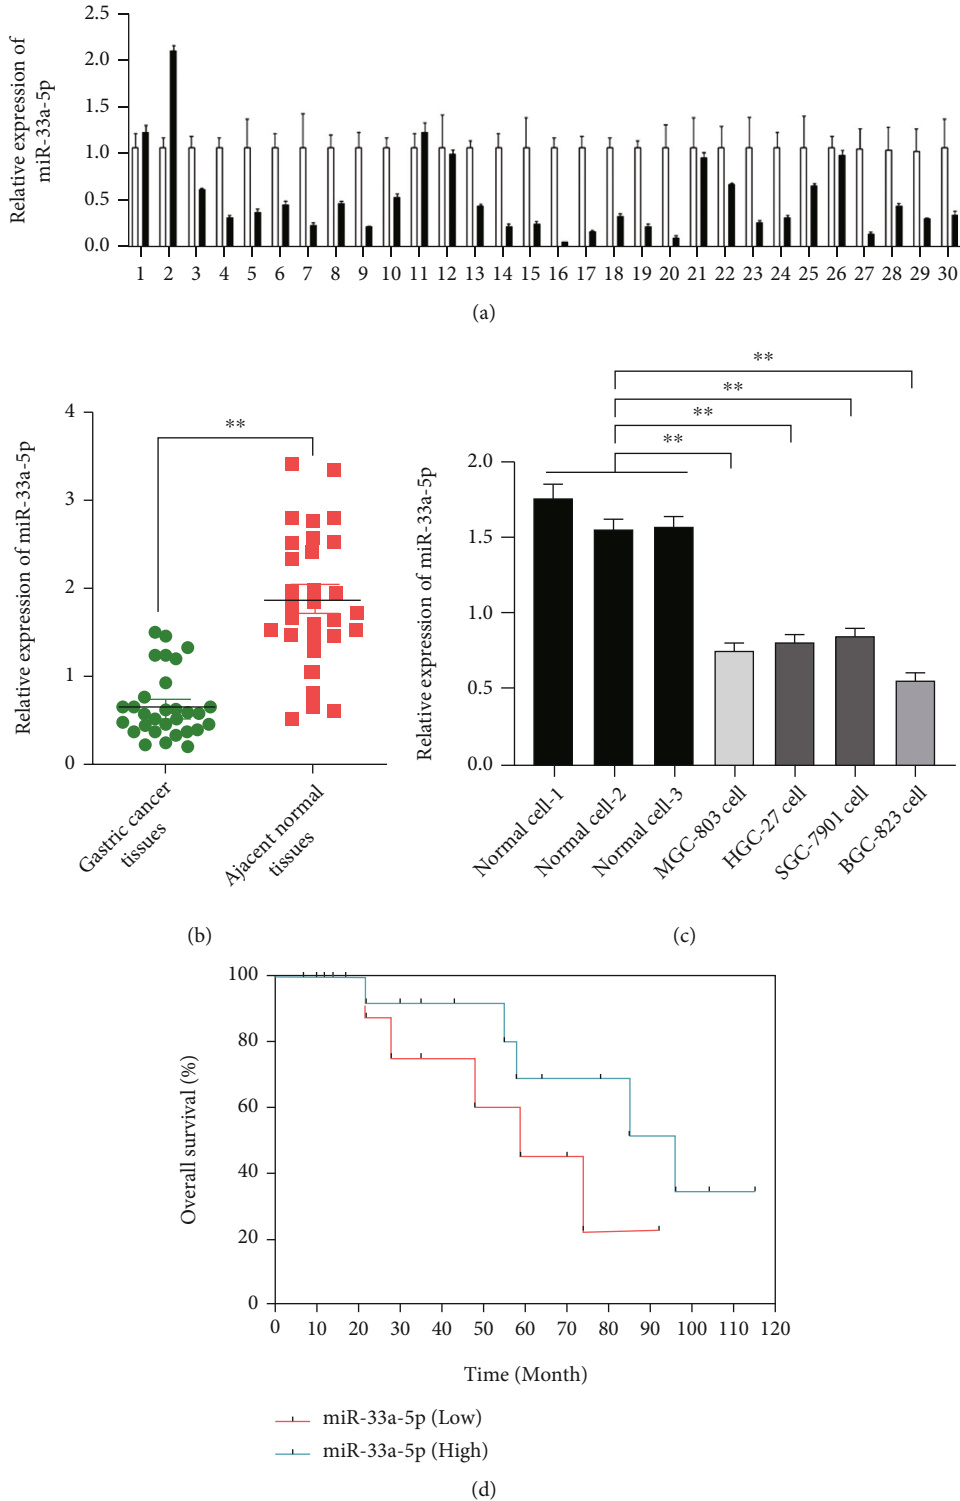 Relative expression of
miR-33a-5p
2.5
2.0
1.5
1.0
0.5
0.0
1 2 3 4 5 6 7 8 9 10 11 12 13 14 15 16 17 18 19 20 21 22 23 24 25 26 27 28 29 30
(a)
Relative expression of miR-33a-5p
4
3
2
1
0
**
Gastric cancer
tissues
Ajacent normal
tissues
(b)
Relative expression of miR-33a-5p
2.0
1.5
1.0
0.5
0.0
**
**
**
**
Normal cell-1
Normal cell-2
Normal cell-3
MGC-803 cell
HGC-27 cell
SGC-7901 cell
BGC-823 cell
(c)
Overall survival (%)
100
80
60
40
20
0
0 10 20 30 40 50 60 70 80 90 100 110 120
Time (Month)
miR-33a-5p (Low)
miR-33a-5p (High)
(d)